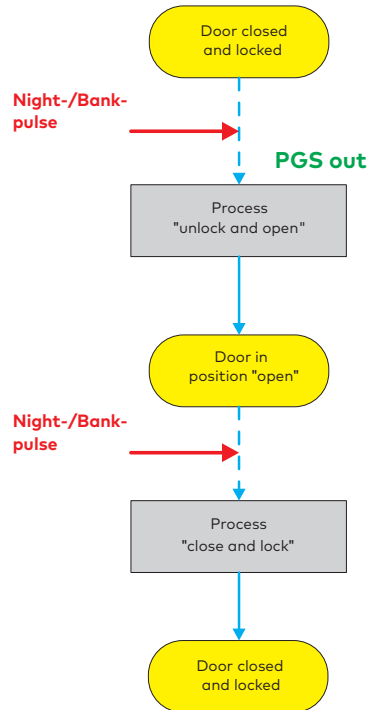 Door closed
and locked
Night-/Bank-
pulse
PGS out
Process
"unlock and open"
Door in
position "open"
Night-/Bank-
pulse
Process
"close and lock"
Door closed
and locked